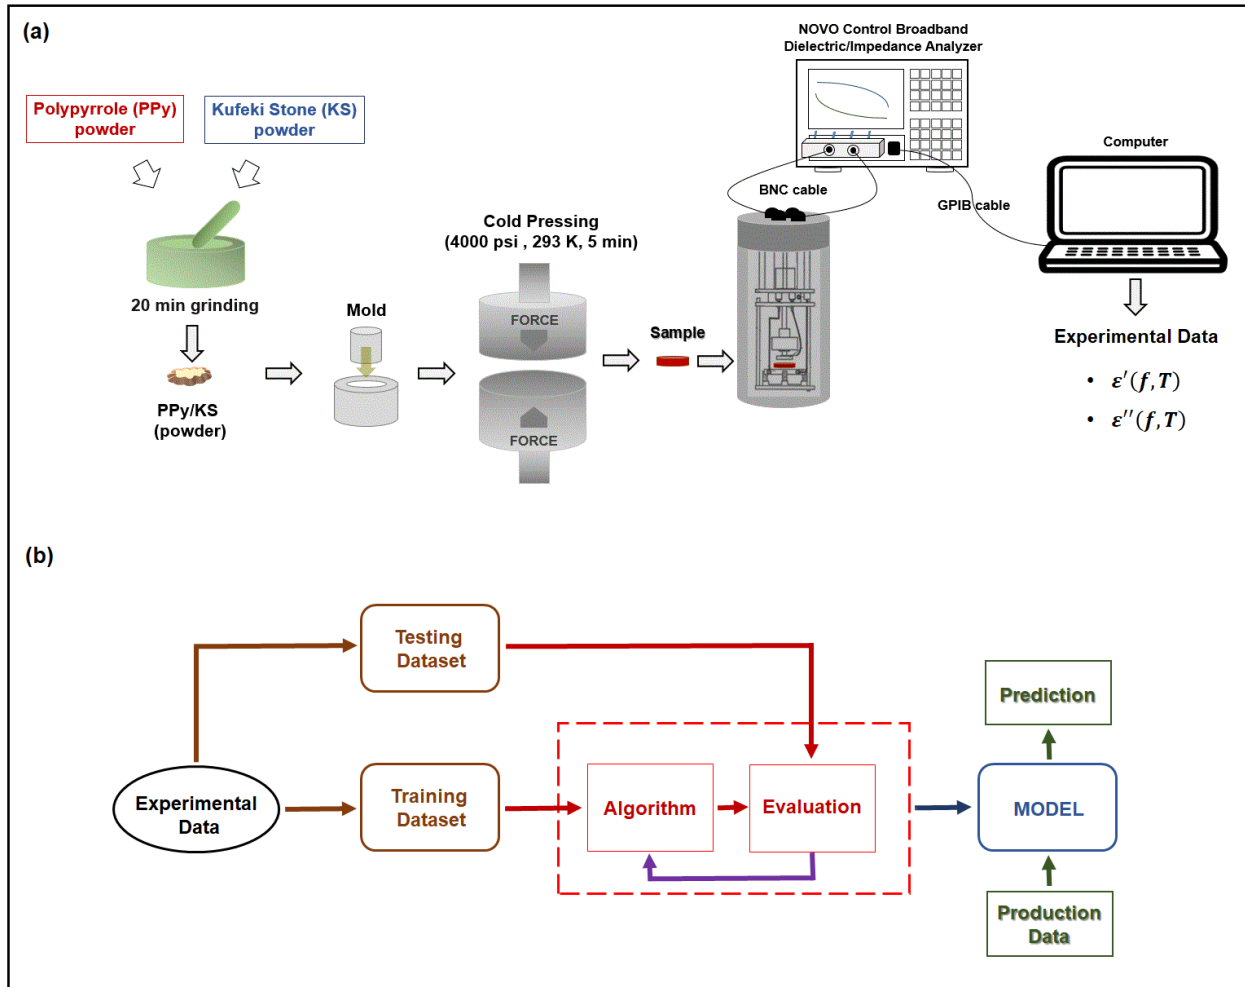 (a)
NOVO Control Broadband
Dielectric/Impedance Analyzer
Polypyrrole (PPy)
powder
Kufeki Stone (KS)
powder
Computer
BNC cable
GPIB cable
Cold Pressing
(4000 psi , 293 K, 5 min)
20 min grinding
Mold
FORCE
Sample
Experimental Data
• ε′(f,T)
• ε′′(f,T)
PPy/KS
(powder)
FORCE
(b)
Testing
Dataset
Prediction
Experimental
Data
Training
Dataset
Algorithm
Evaluation
MODEL
Production
Data